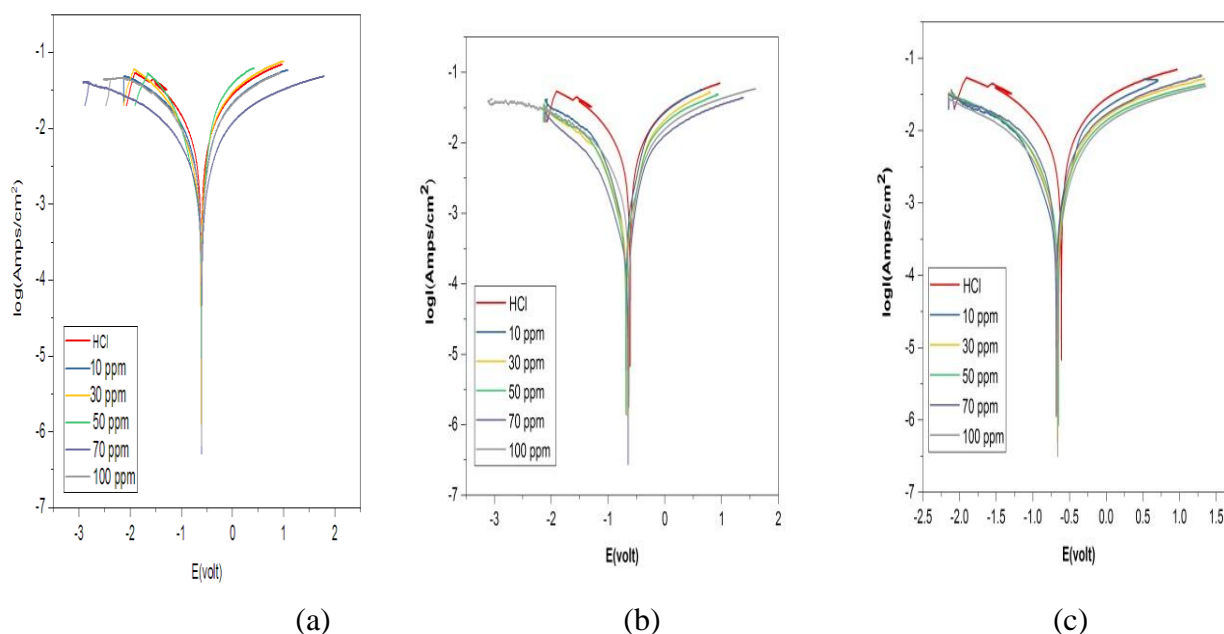 -1
-2
-3
-4
-5
-6
-7
log(Amps/cm²)
HCl
10 ppm
30 ppm
50 ppm
70 ppm
100 ppm
-3 -2 -1 0 1 2
E(volt)
(a)
-1
-2
-3
-4
-5
-6
-7
logI(Amps/cm²)
HCl
10 ppm
30 ppm
50 ppm
70 ppm
100 ppm
-3 -2 -1 0 1 2
E(volt)
(b)
-1
-2
-3
-4
-5
-6
-7
logI(Amps/cm²)
HCl
10 ppm
30 ppm
50 ppm
70 ppm
100 ppm
-2.5 -2.0 -1.5 -1.0 -0.5 0.0 0.5 1.0 1.5
E(volt)
(c)